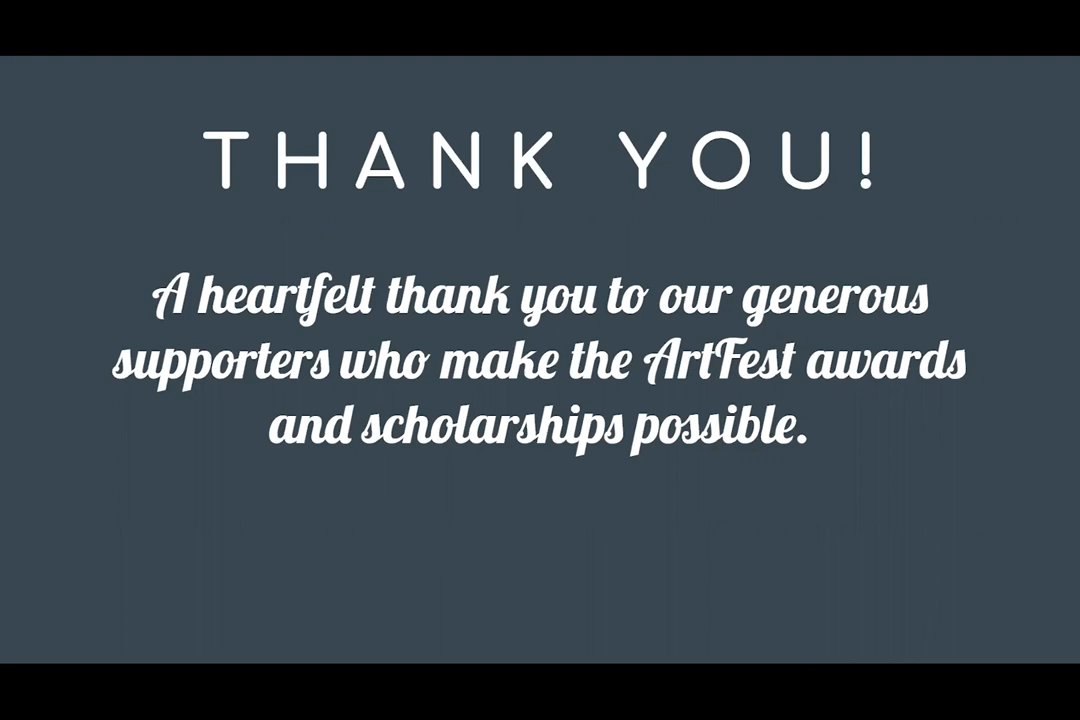 THANK YOU!
A heartfelt thank you to our generous
supporters who make the ArtFest awards
and scholarships possible.